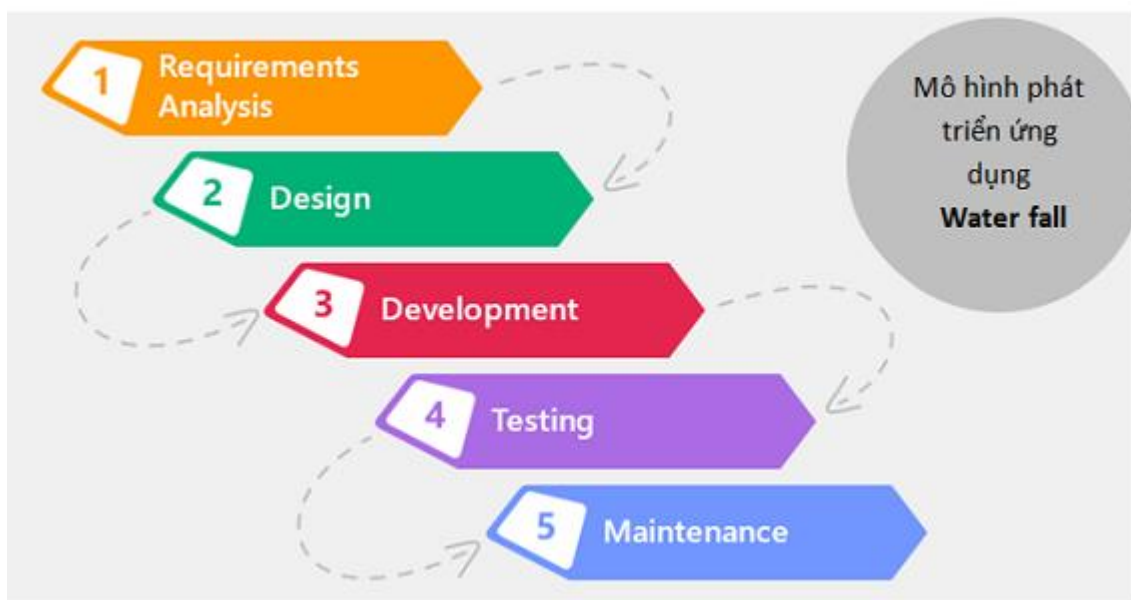 1
Requirements
Analysis
2
Design
3
Development
4
Testing
5
Maintenance
Mô hình phát
triển ứng
dụng
Water fall